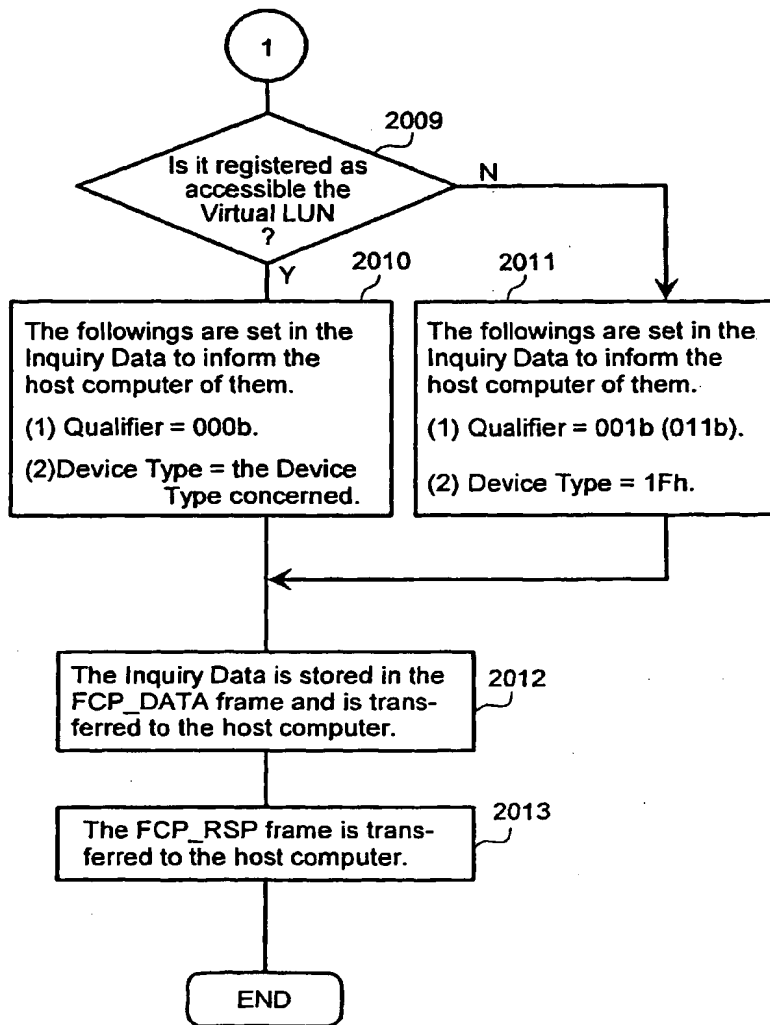 1
2009
Is it registered as
accessible the
Virtual LUN
?
N
Y
2010
The followings are set in the
Inquiry Data to inform the
host computer of them.
(1) Qualifier = 000b.
(2)Device Type = the Device
Type concerned.
2011
The followings are set in the
Inquiry Data to inform the
host computer of them.
(1) Qualifier = 001b (011b).
(2) Device Type = 1Fh.
The Inquiry Data is stored in the
FCP_DATA frame and is trans-
ferred to the host computer.
2012
The FCP_RSP frame is trans-
ferred to the host computer.
2013
END